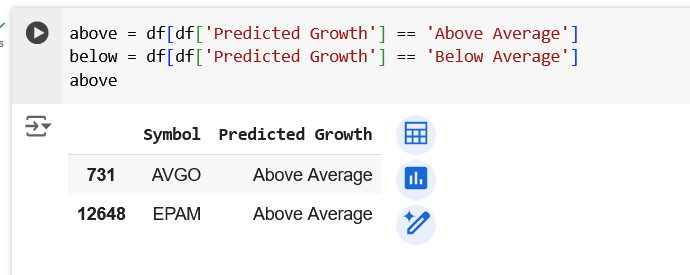 above = df[df['Predicted Growth'] == 'Above Average']
below = df[df['Predicted Growth'] == 'Below Average']
above
Symbol Predicted Growth
731 AVGO Above Average
12648 EPAM Above Average